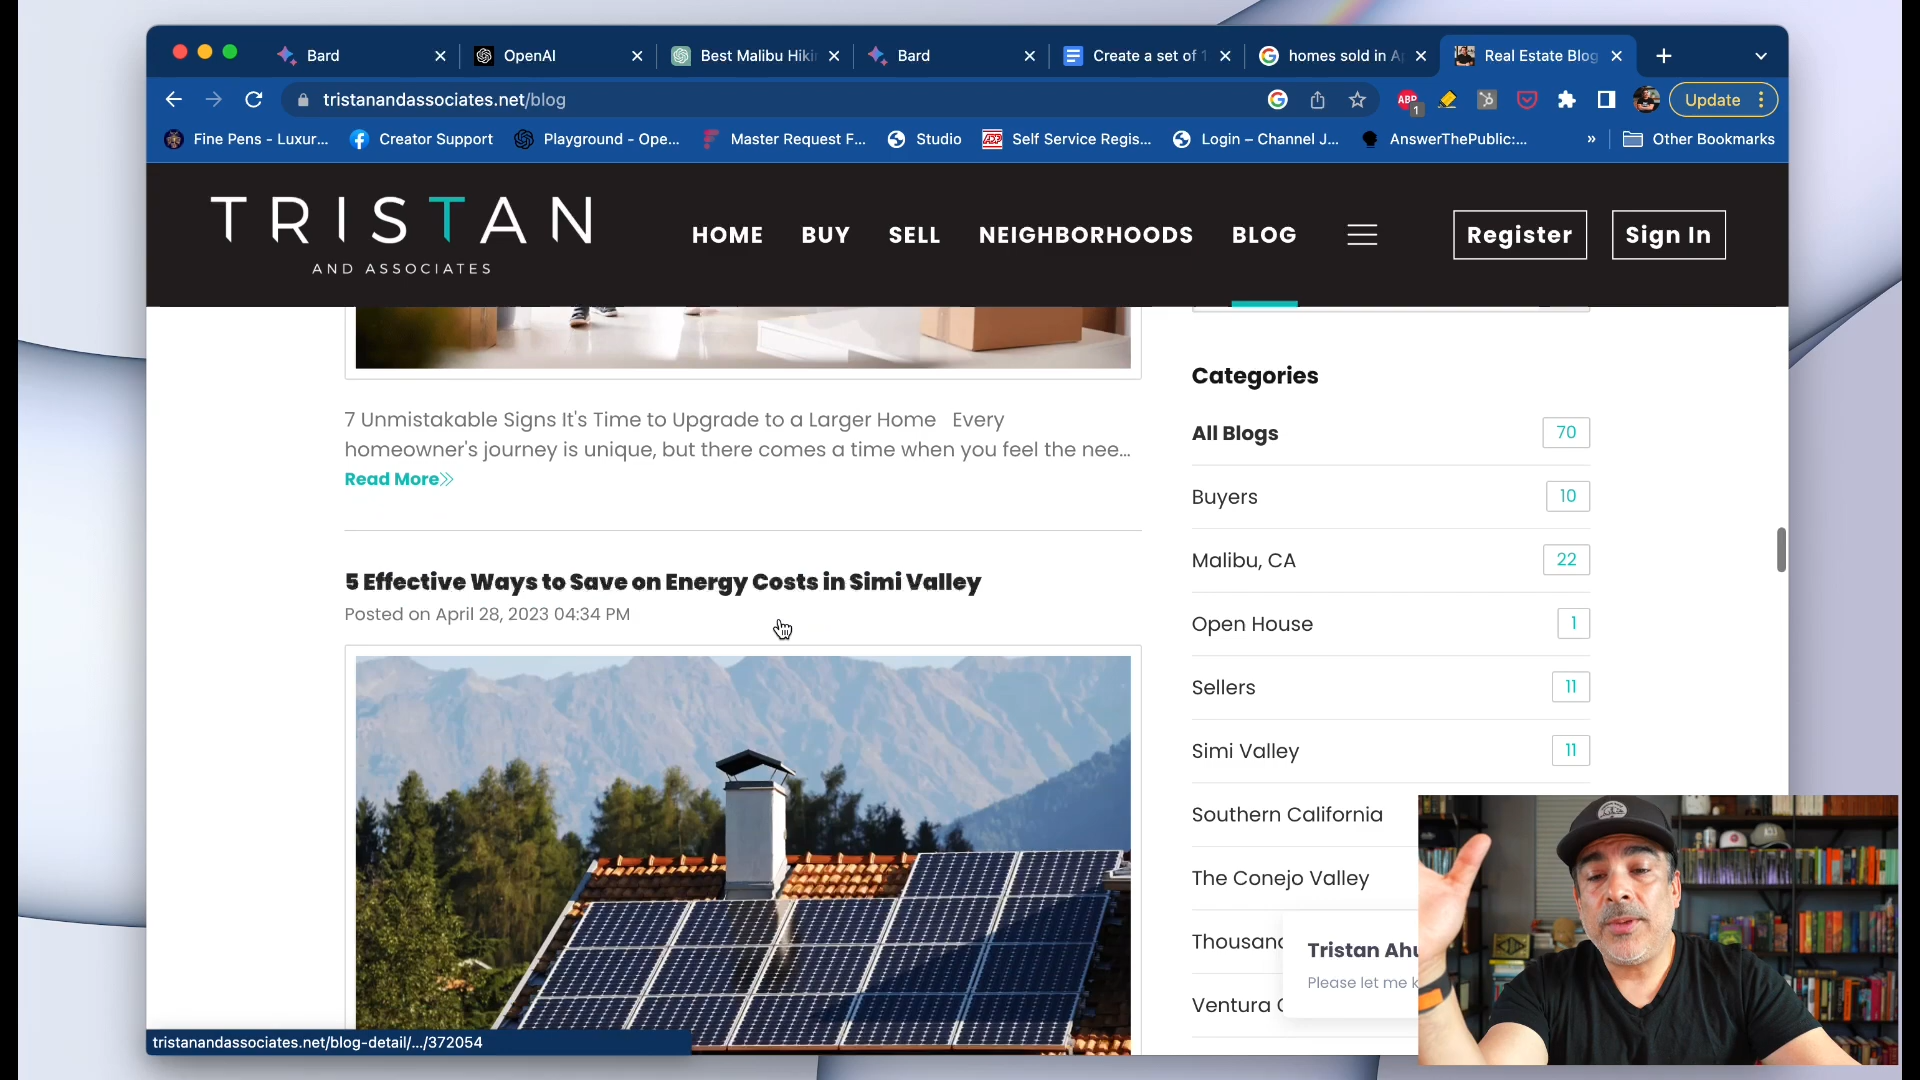 Bard
OpenAI
Best Malibu Hiki
Bard
Create a set of 1
homes sold in A
Real Estate Blog
tristanandassociates.net/blog
ABP
1
Update
Fine Pens - Luxur...
Creator Support
Playground - Ope...
Master Request F...
Studio
ADP
Self Service Regis...
Login – Channel J...
AnswerThePublic:...
»
Other Bookmarks
TRISTAN
AND ASSOCIATES
HOME
BUY
SELL
NEIGHBORHOODS
BLOG
Register
Sign In
7 Unmistakable Signs It's Time to Upgrade to a Larger Home Every
homeowner's journey is unique, but there comes a time when you feel the nee...
Read More
5 Effective Ways to Save on Energy Costs in Simi Valley
Posted on April 28, 2023 04:34 PM
Categories
All Blogs 70
Buyers 10
Malibu, CA 22
Open House 1
Sellers 11
Simi Valley 11
Southern California
The Conejo Valley
Thousand
Ventura C
Tristan Ahu
Please let me k
tristanandassociates.net/blog-detail/.../372054